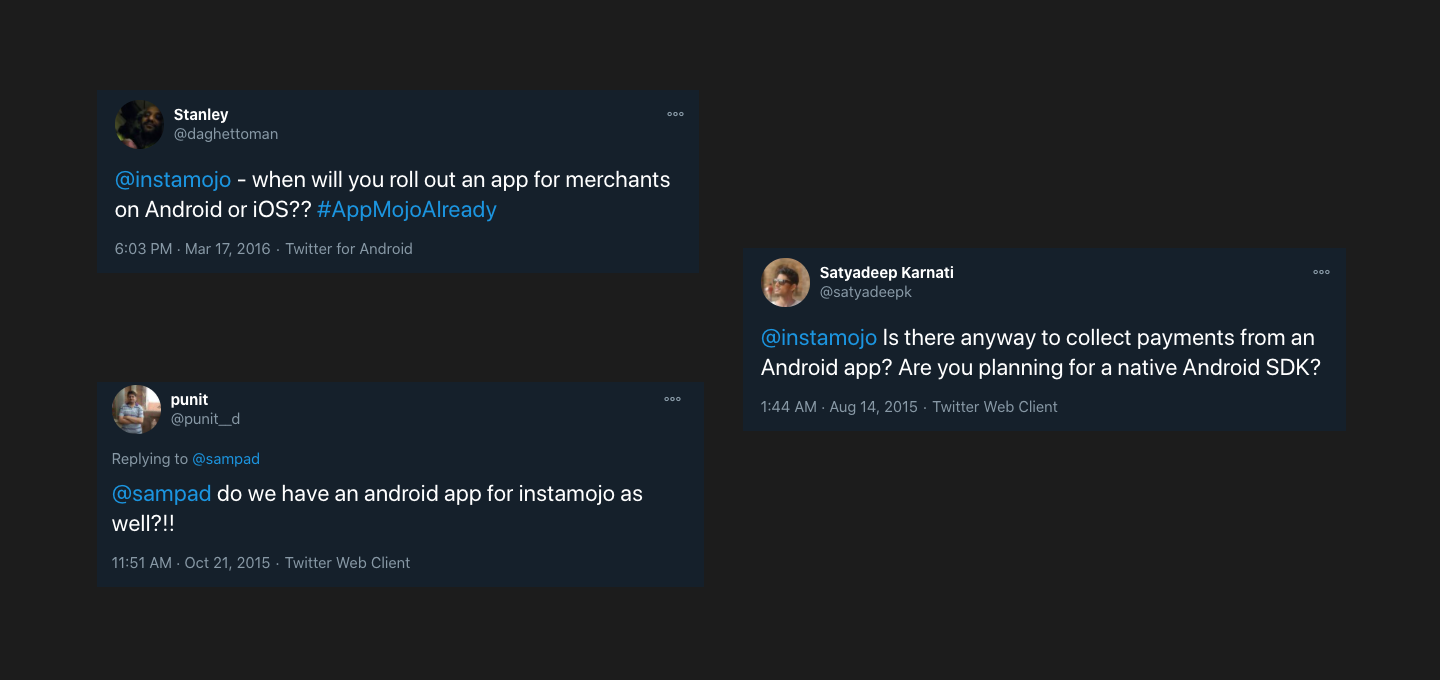 Stanley
@daghettoman
@instamojo - when will you roll out an app for merchants
on Android or iOS?? #AppMojoAlready
6:03 PM · Mar 17, 2016 · Twitter for Android
punit
@punit__d
Replying to @sampad
@sampad do we have an android app for instamojo as
well?!!
11:51 AM · Oct 21, 2015 · Twitter Web Client
Satyadeep Karnati
@satyadeepk
@instamojo Is there anyway to collect payments from an
Android app? Are you planning for a native Android SDK?
1:44 AM · Aug 14, 2015 · Twitter Web Client